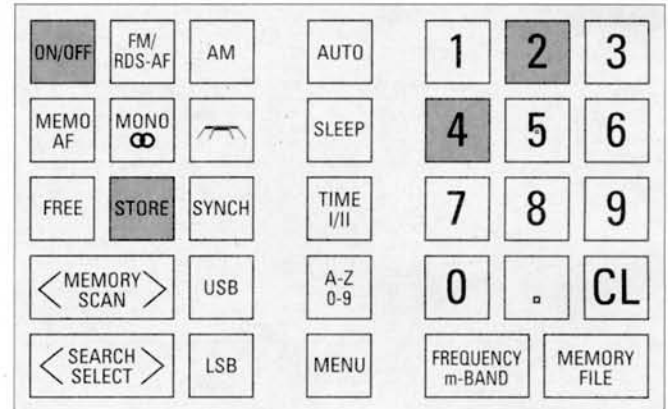 ON/OFF FM/ RDS-AF AM AUTO 1 2 3
MEMO AF MONO SLEEP 4 5 6
FREE STORE SYNCH TIME I/II 7 8 9
<MEMORY SCAN> USB A-Z 0-9 0 . CL
<SEARCH SELECT> LSB MENU FREQUENCY m-BAND MEMORY FILE